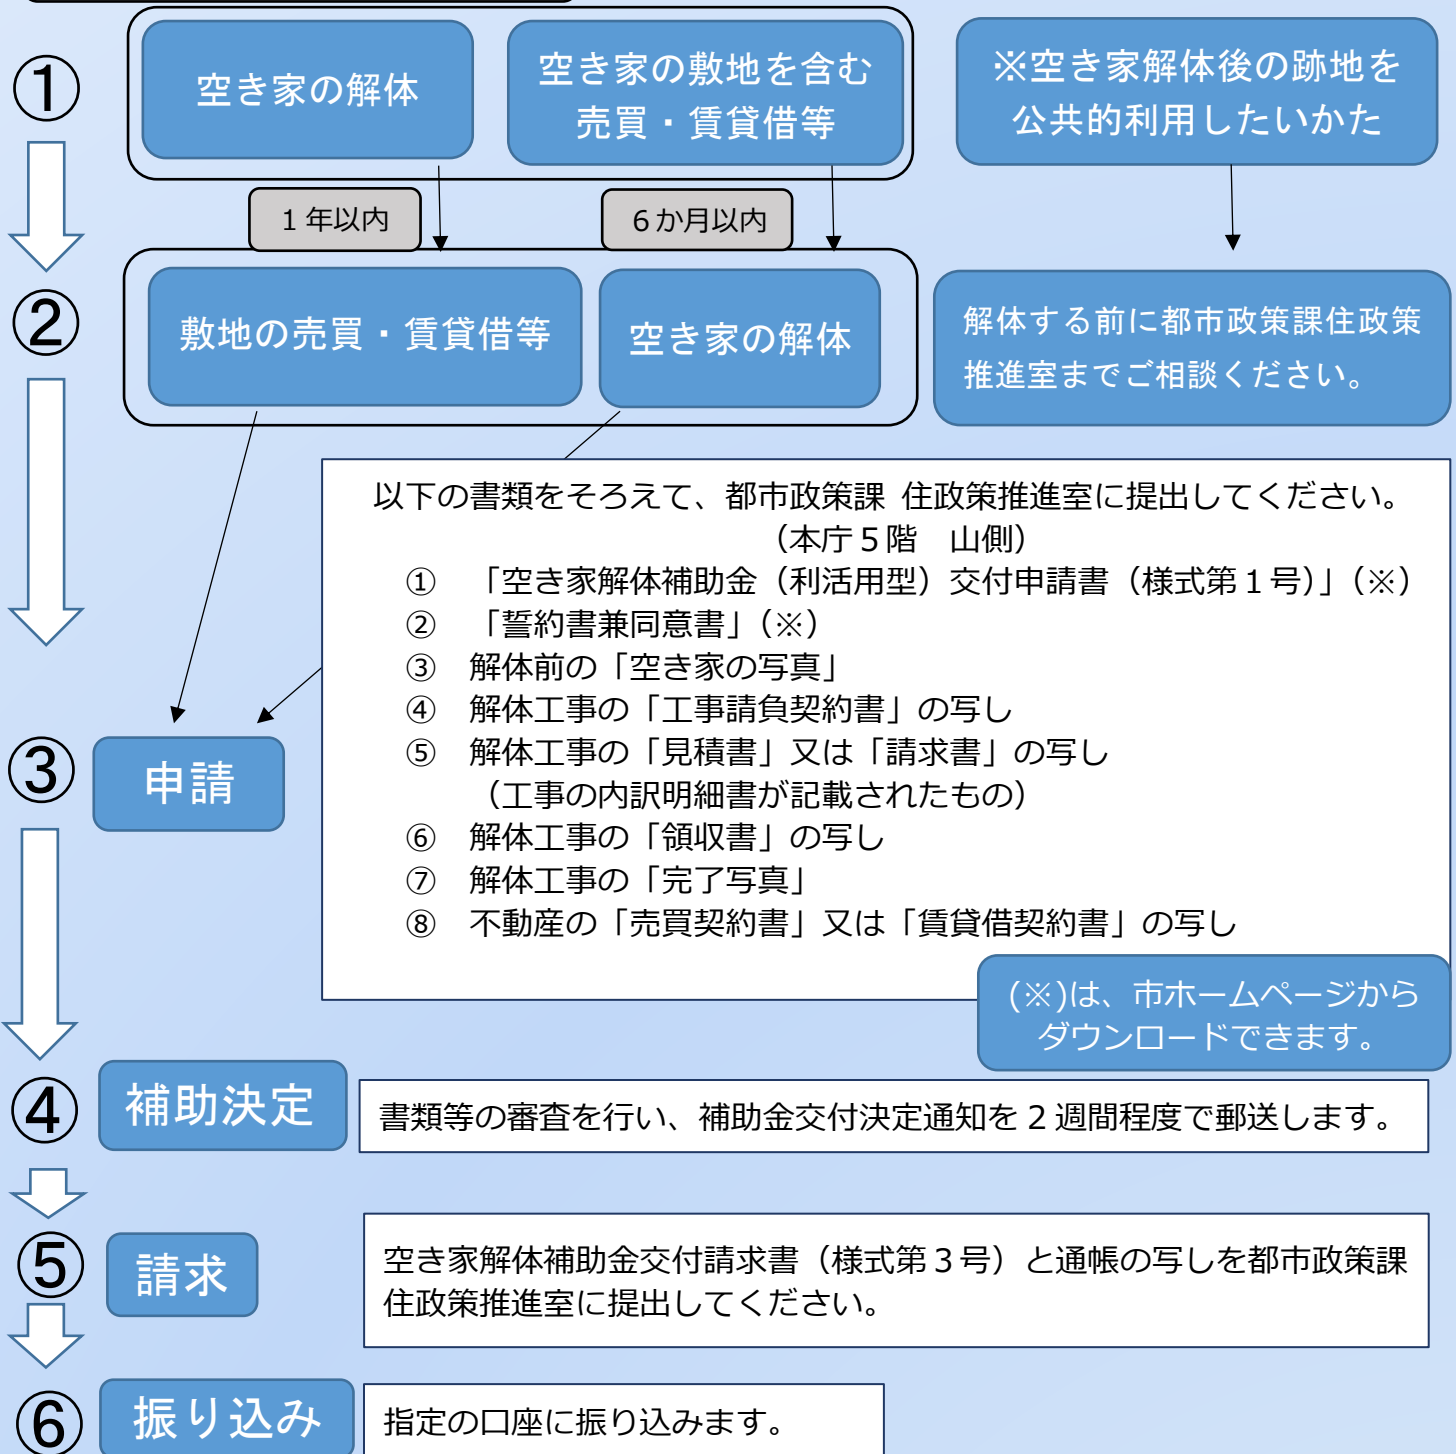 ①
空き家の解体
空き家の敷地を含む
売買・賃貸借等
※空き家解体後の跡地を
公共的利用したいかた
１年以内
６か月以内
②
敷地の売買・賃貸借等
空き家の解体
解体する前に都市政策課住政策
推進室までご相談ください。
以下の書類をそろえて、都市政策課 住政策推進室に提出してください。
（本庁５階　山側）
①　「空き家解体補助金（利活用型）交付申請書（様式第１号）」（※）
②　「誓約書兼同意書」（※）
③　解体前の「空き家の写真」
④　解体工事の「工事請負契約書」の写し
⑤　解体工事の「見積書」又は「請求書」の写し
（工事の内訳明細書が記載されたもの）
⑥　解体工事の「領収書」の写し
⑦　解体工事の「完了写真」
⑧　不動産の「売買契約書」又は「賃貸借契約書」の写し
(※)は、市ホームページから
ダウンロードできます。
③
申請
④
補助決定
書類等の審査を行い、補助金交付決定通知を２週間程度で郵送します。
⑤
請求
空き家解体補助金交付請求書（様式第３号）と通帳の写しを都市政策課
住政策推進室に提出してください。
⑥
振り込み
指定の口座に振り込みます。